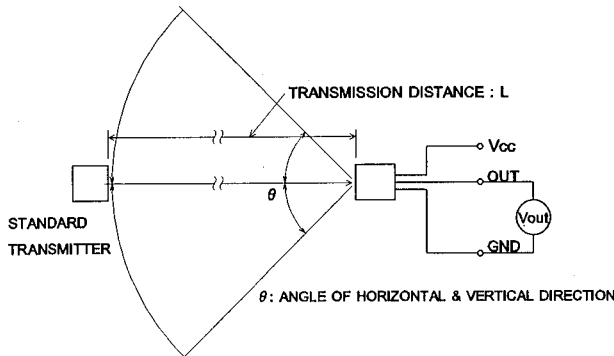 TRANSMISSION DISTANCE : L
Vcc
OUT
θ
Vout
STANDARD
TRANSMITTER
GND
θ : ANGLE OF HORIZONTAL & VERTICAL DIRECTION